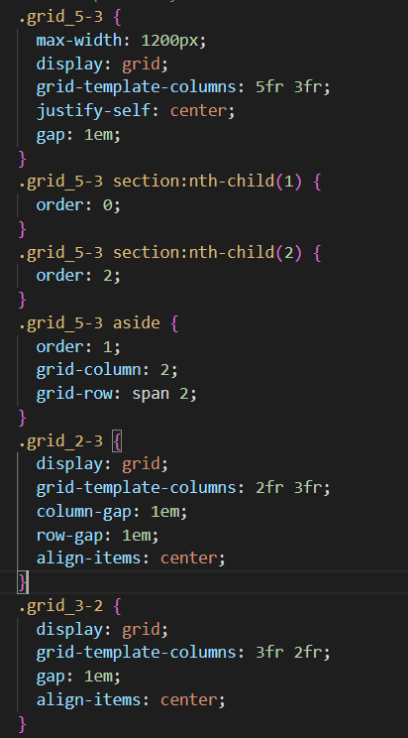 .grid_5-3 {
max-width: 1200px;
display: grid;
grid-template-columns: 5fr 3fr;
justify-self: center;
gap: 1em;
}
.grid_5-3 section:nth-child(1) {
order: 0;
}
.grid_5-3 section:nth-child(2) {
order: 2;
}
.grid_5-3 aside {
order: 1;
grid-column: 2;
grid-row: span 2;
}
.grid_2-3 {
display: grid;
grid-template-columns: 2fr 3fr;
column-gap: 1em;
row-gap: 1em;
align-items: center;
}
.grid_3-2 {
display: grid;
grid-template-columns: 3fr 2fr;
gap: 1em;
align-items: center;
}